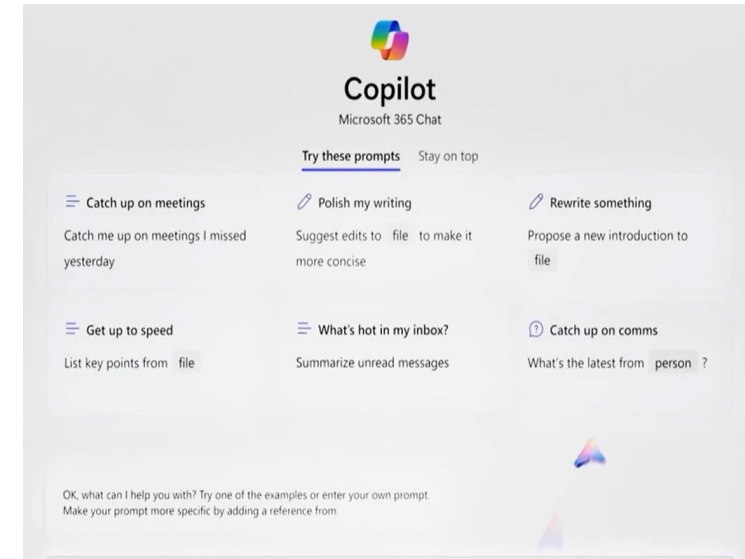 Copilot
Microsoft 365 Chat
Try these prompts Stay on top
Catch up on meetings
Catch me up on meetings I missed
yesterday
Polish my writing
Suggest edits to file to make it
more concise
Rewrite something
Propose a new introduction to
file
Get up to speed
List key points from file
What's hot in my inbox?
Summarize unread messages
Catch up on comms
What's the latest from person ?
OK, what can I help you with? Try one of the examples or enter your own prompt.
Make your prompt more specific by adding a reference from